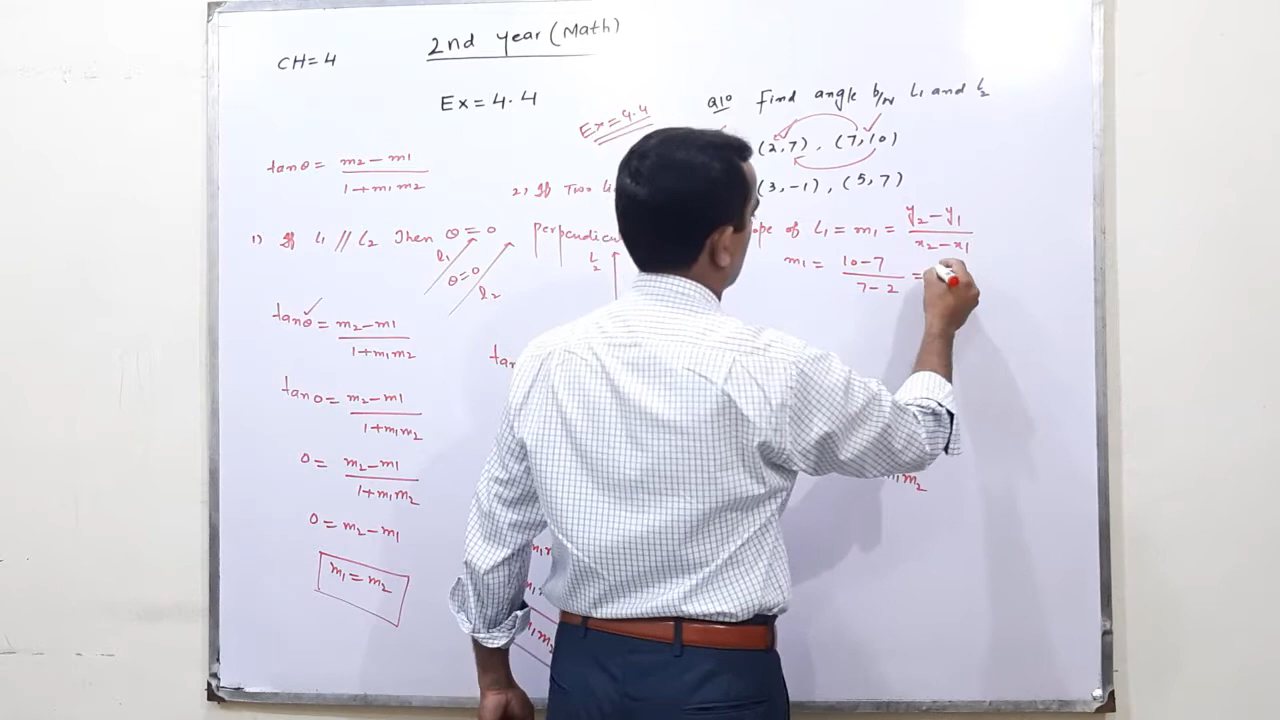 2nd year (Math)
CH=4
Ex = 4.4
Ex=4.4
Q1° Find angle b/w L1 and L2
(2,7), (7,10)
(3,-1), (5,7)
tanθ = m2-m1
1+m1m2
1) If L1 // L2 Then θ=0
l1
θ=0
l2
tanθ = m2-m1
1+m1m2
tan0 = m2-m1
1+m1m2
0 = m2-m1
1+m1m2
0 = m2-m1
m1 = m2
2) If Two
L2
tan
of L1 = m1 = y2-y1
x2-x1
m1 = 10-7 =
7-2
m2